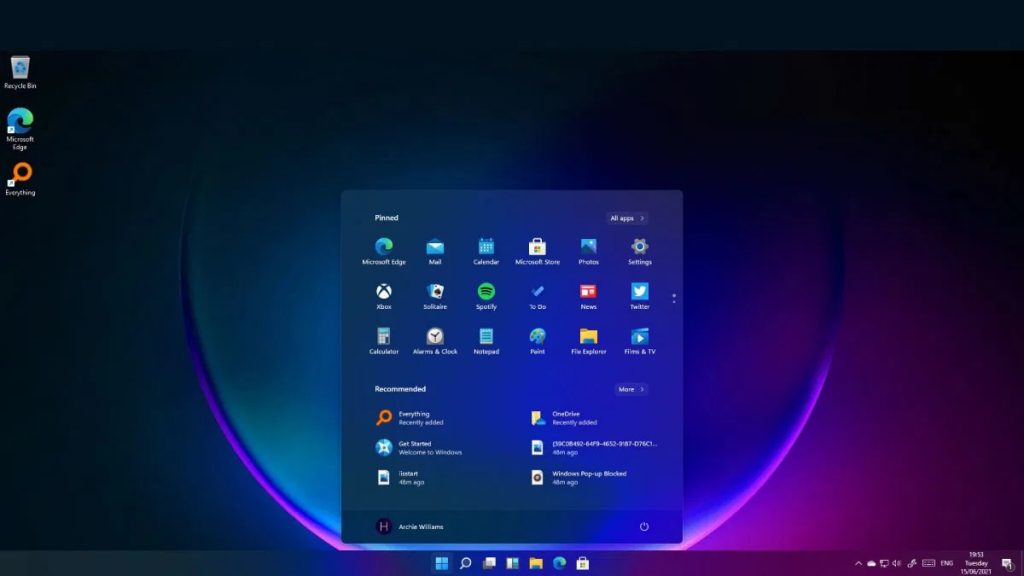 Recycle Bin
Microsoft
Edge
Everything
Pinned
All apps
Microsoft Edge
Mail
Calendar
Microsoft Store
Photos
Settings
Xbox
Solitaire
Spotify
To Do
News
Twitter
Calculator
Alarms & Clock
Notepad
Paint
File Explorer
Films & TV
Recommended
More
Everything
Recently added
OneDrive
Recently added
Get Started
Welcome to Windows
{59C0B492-64F9-4652-9187-D76C1...
48m ago
iisstart
48m ago
Windows Pop-up Blocked
48m ago
H
Archie Williams
ENG
19:53
Tuesday
15/06/2021